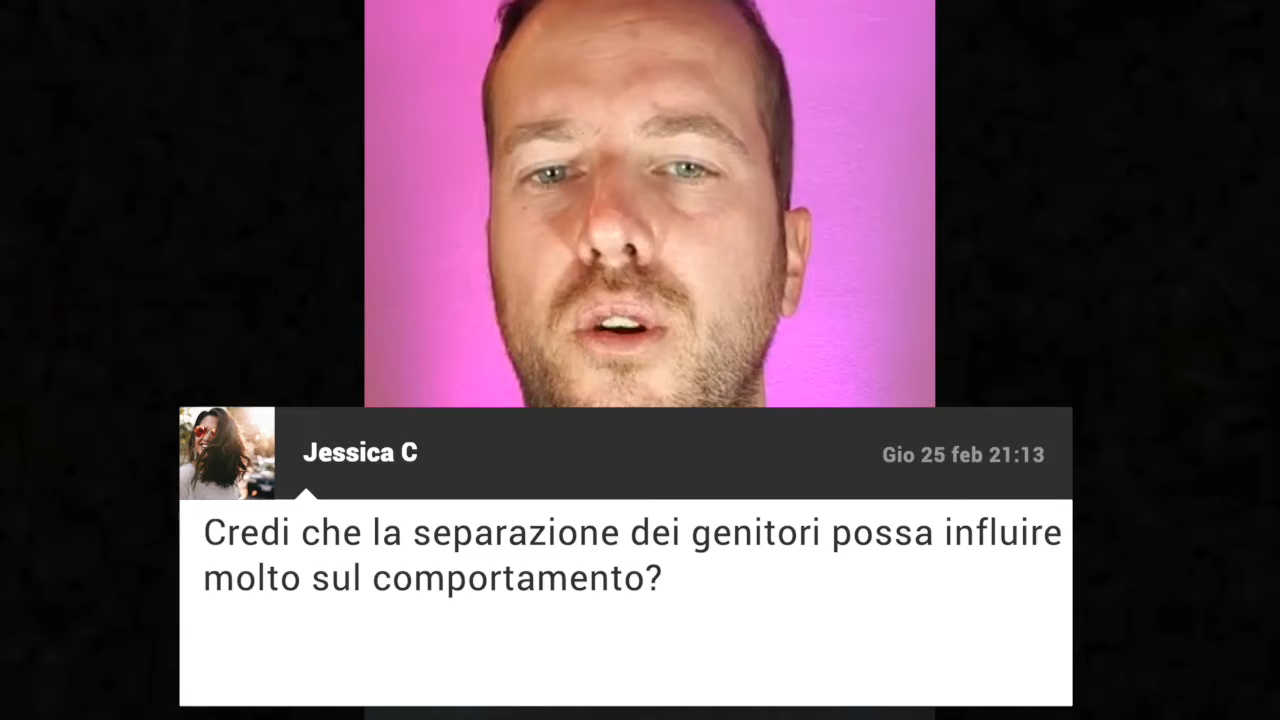 Jessica C
Gio 25 feb 21:13
Credi che la separazione dei genitori possa influire
molto sul comportamento?